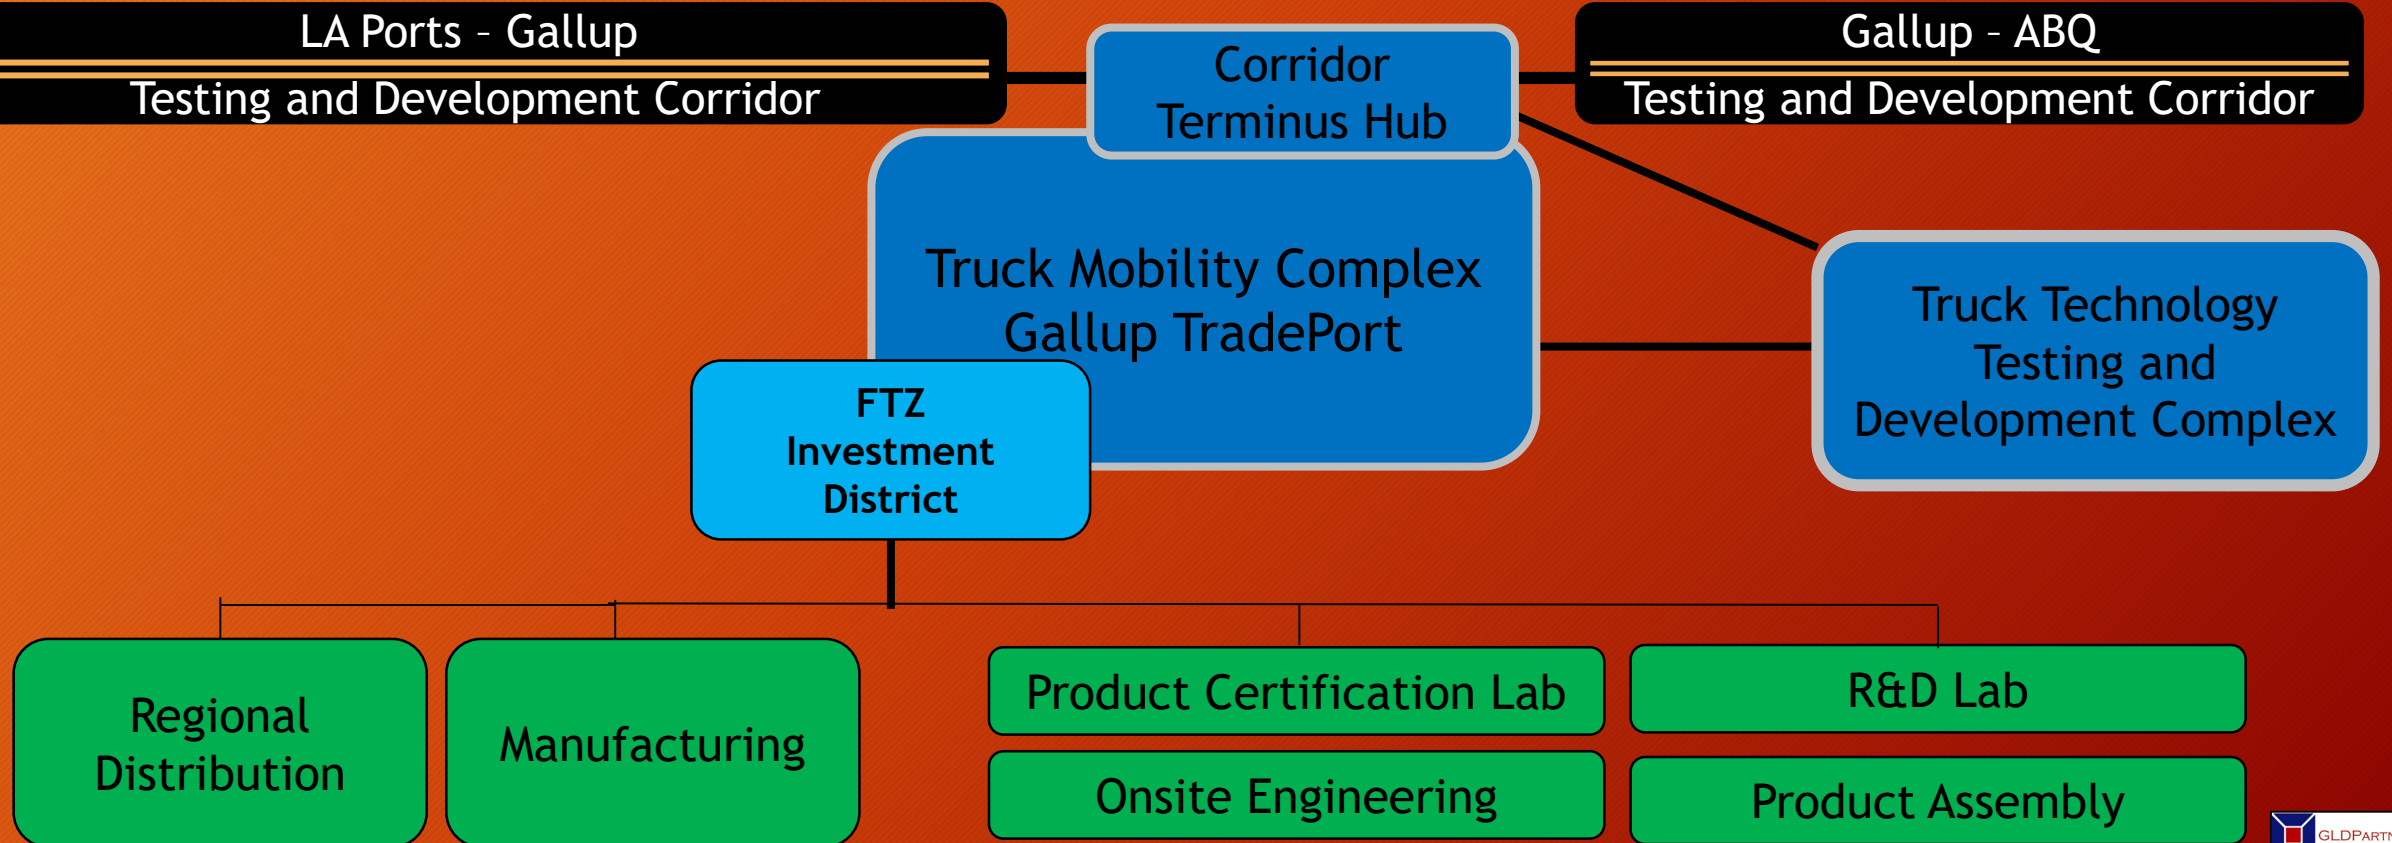 LA Ports – Gallup
Testing and Development Corridor
Corridor
Terminus Hub
Gallup – ABQ
Testing and Development Corridor
Truck Mobility Complex
Gallup TradePort
Truck Technology
Testing and
Development Complex
FTZ
Investment
District
Regional
Distribution
Manufacturing
Product Certification Lab
Onsite Engineering
R&D Lab
Product Assembly